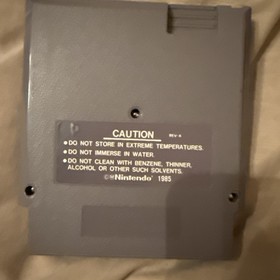 CAUTION
REV-A
•DO NOT STORE IN EXTREME TEMPERATURES.
•DO NOT IMMERSE IN WATER.
•DO NOT CLEAN WITH BENZENE, THINNER,
ALCOHOL OR OTHER SUCH SOLVENTS.
©®Nintendo® 1985